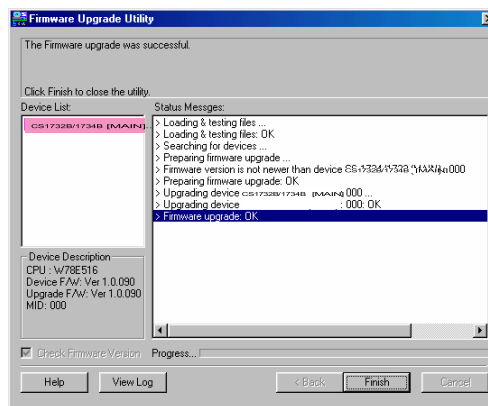 Firmware Upgrade Utility
The Firmware upgrade was successful.
Click Finish to close the utility.
Device List:
CS1732B/1734B [MAIN]
Status Messges:
> Loading & testing files ...
> Loading & testing files: OK
> Searching for devices ...
> Preparing firmware upgrade ...
> Firmware version is not newer than device 000
> Preparing firmware upgrade: OK
> Upgrading device CS1732B/1734B [MAIN] 000 ...
> Upgrading device : 000: OK
> Firmware upgrade: OK
Device Description
CPU : W78E516
Device F/W: Ver 1.0.090
Upgrade F/W: Ver 1.0.090
MID: 000
Check Firmware Version
Progress...
Help
View Log
< Back
Finish
Cancel